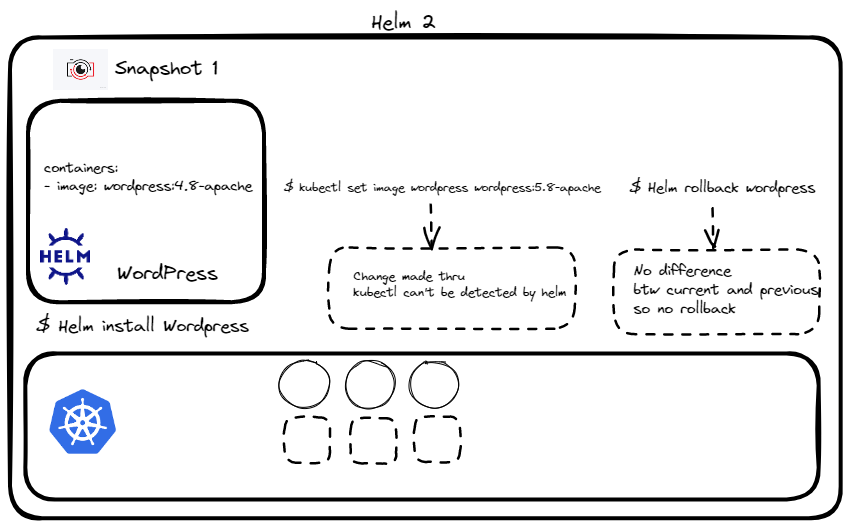 Helm 2
Snapshot 1
containers:
- image: wordpress:4.8-apache
HELM
WordPress
$ Helm install Wordpress
$ kubectl set image wordpress wordpress:5.8-apache
Change made thru
kubectl can't be detected by helm
$ Helm rollback wordpress
No difference
btw current and previous
so no rollback